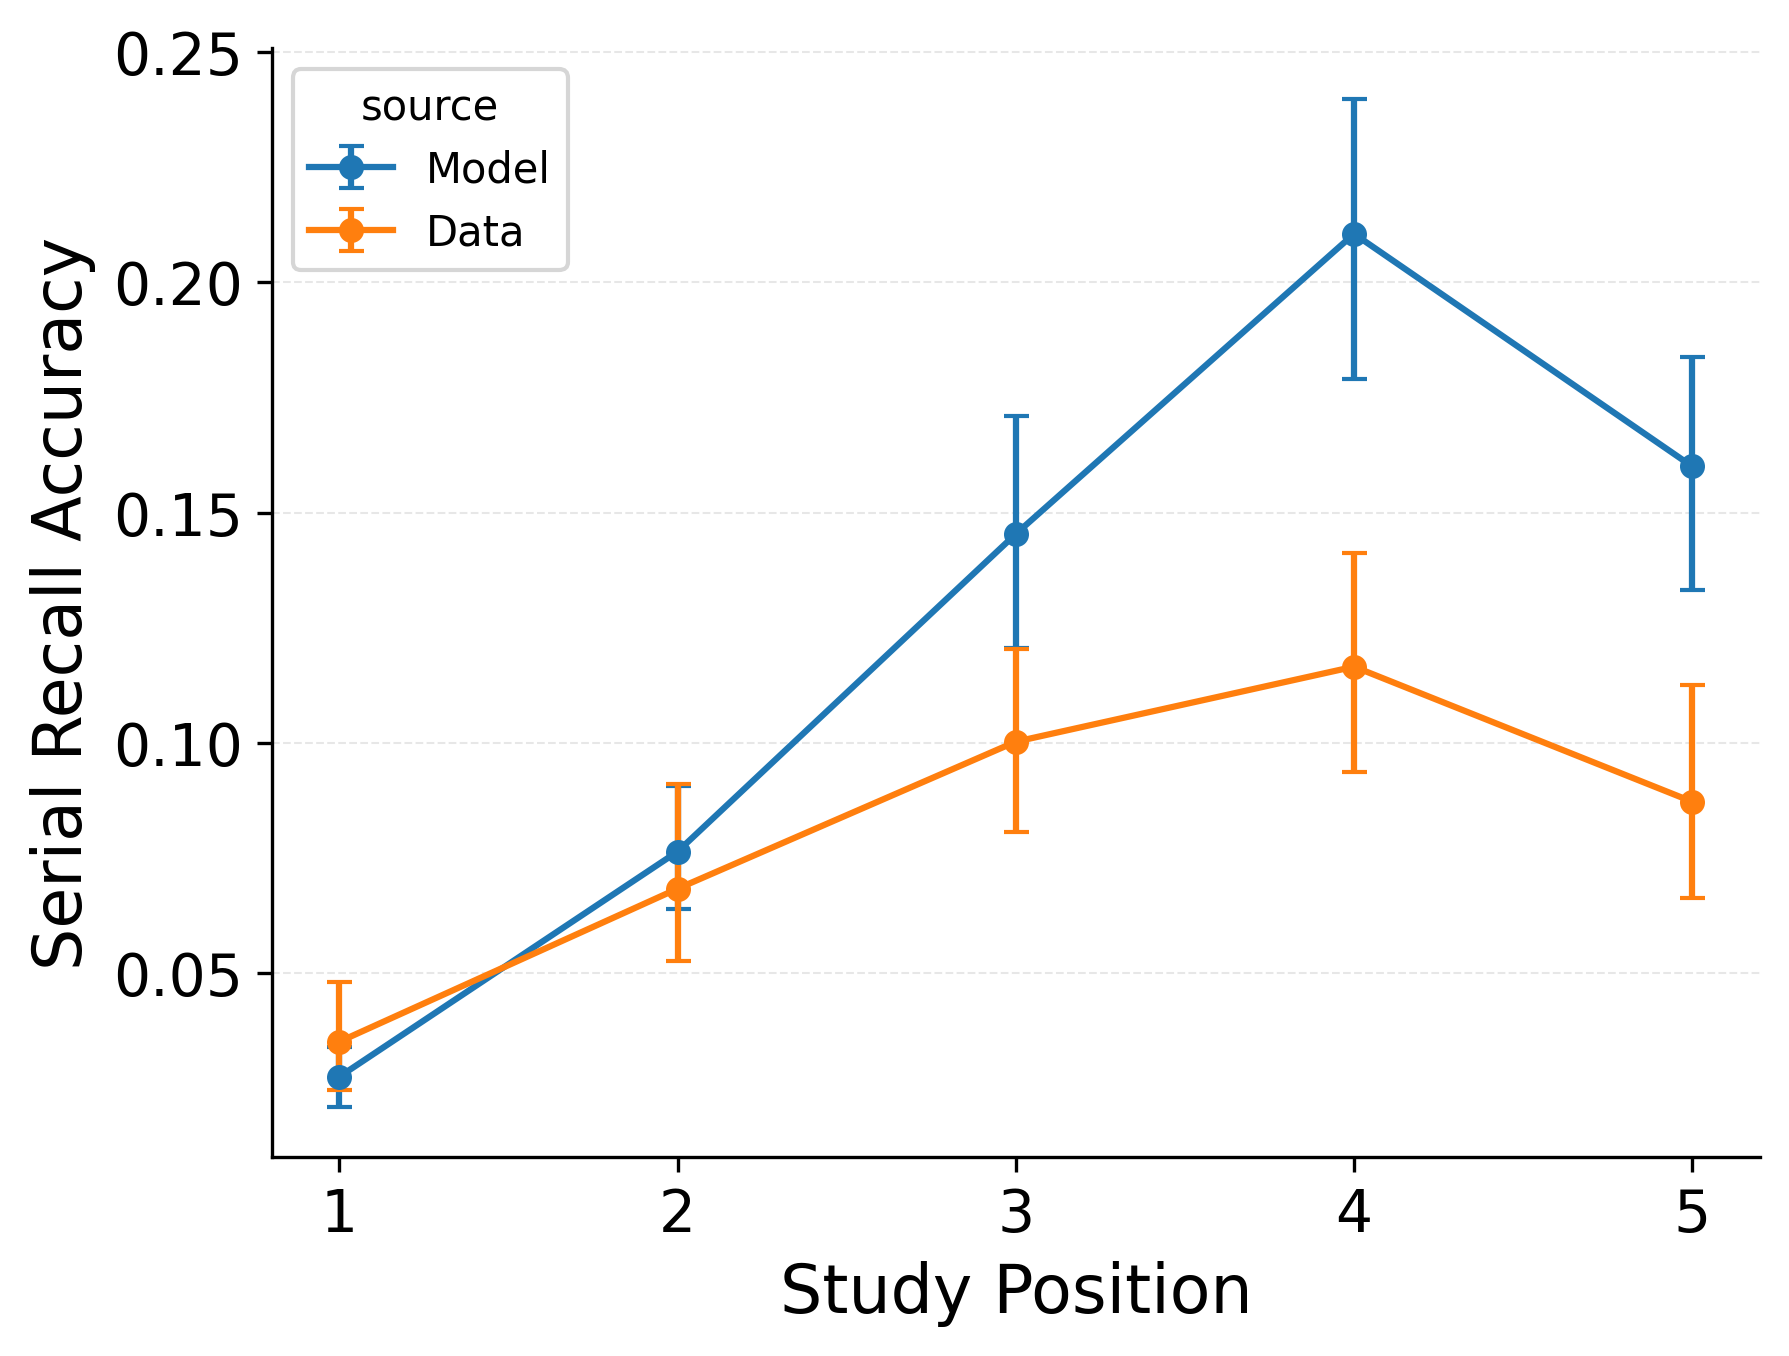 0.25
0.20
0.15
0.10
0.05
Serial Recall Accuracy
source
Model
Data
1 2 3 4 5
Study Position